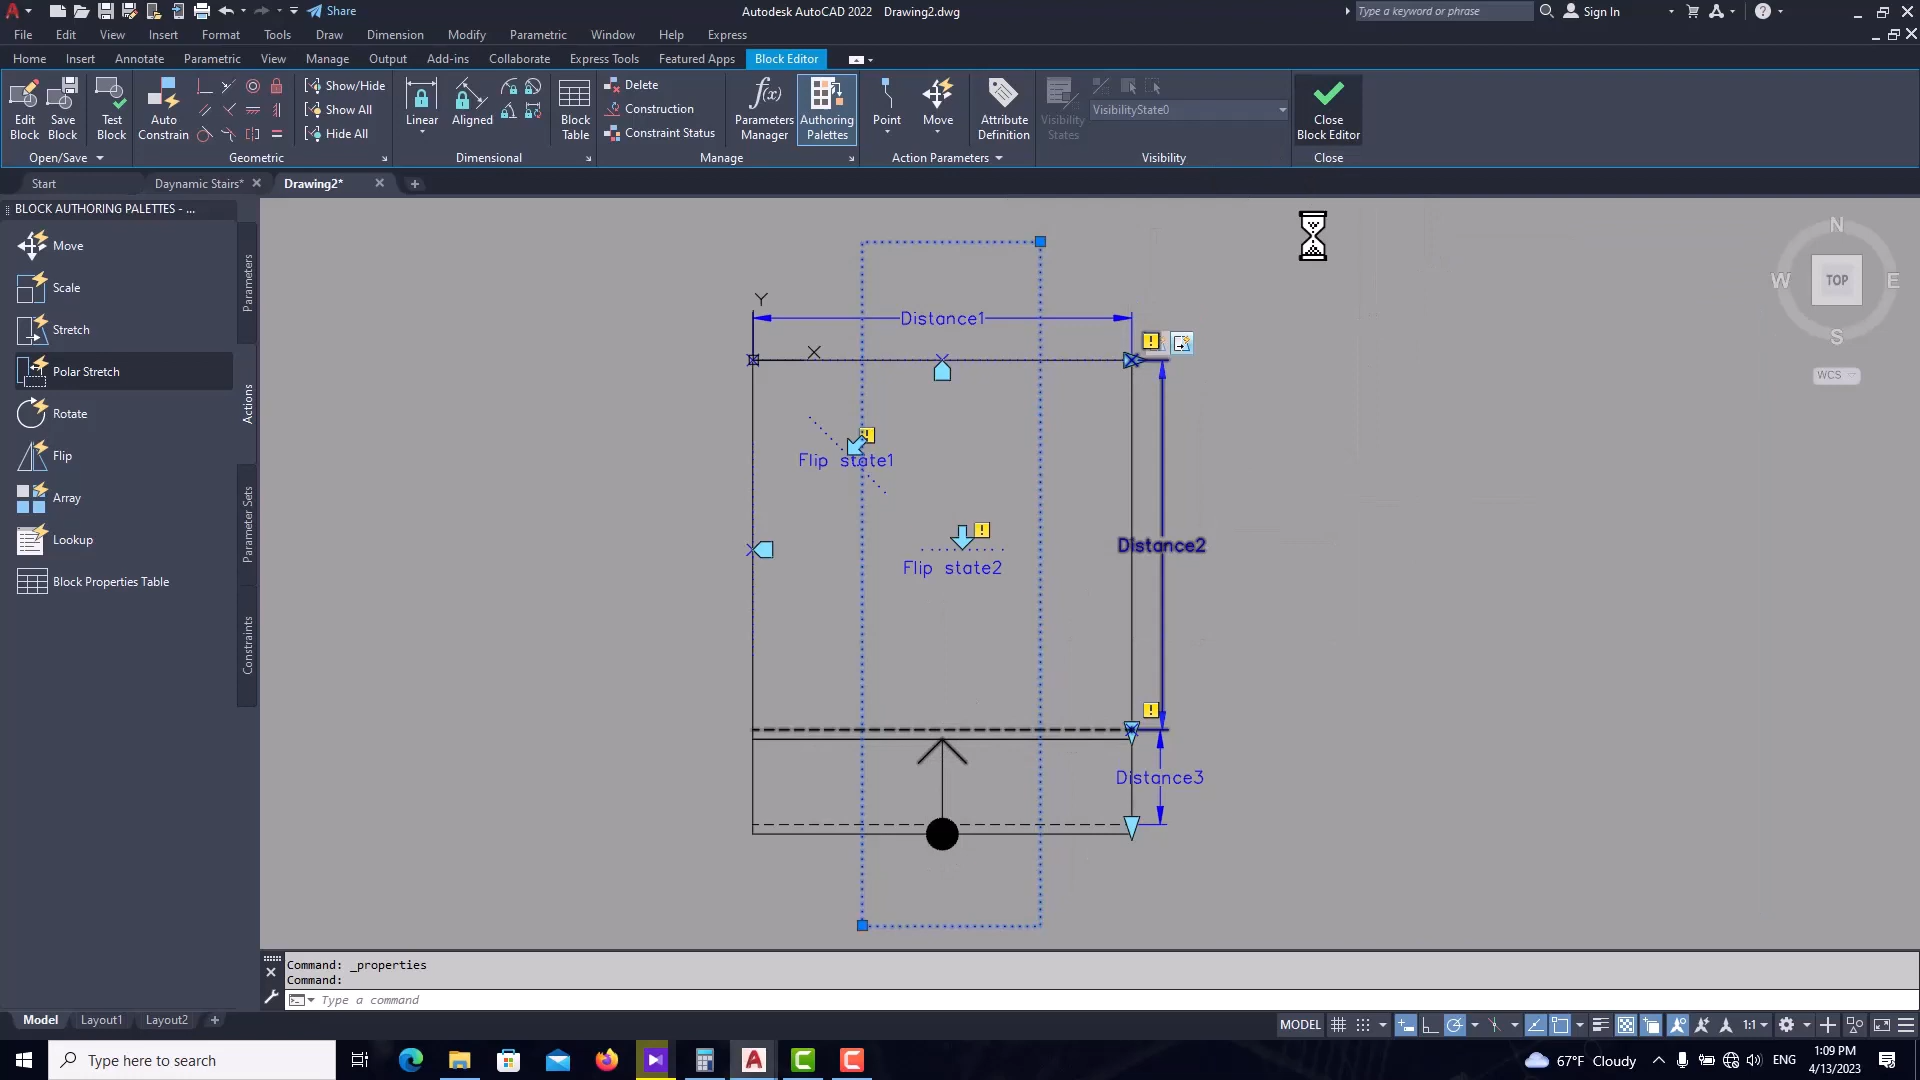 Share
Autodesk AutoCAD 2022 Drawing2.dwg
Type a keyword or phrase
Sign In
File Edit View Insert Format Tools Draw Dimension Modify Parametric Window Help Express
Home Insert Annotate Parametric View Manage Output Add-ins Collaborate Express Tools Featured Apps Block Editor
Edit Block
Save Block
Test Block
Open/Save
Auto Constrain
Show/Hide
Show All
Hide All
Geometric
Linear
Aligned
Dimensional
Block Table
Delete
Construction
Constraint Status
Parameters Manager
Authoring Palettes
Manage
Point
Move
Action Parameters
Attribute Definition
Visibility States
VisibilityState0
Visibility
Close Block Editor
Close
Start
Daynamic Stairs*
Drawing2*
BLOCK AUTHORING PALETTES - ...
Move
Scale
Stretch
Polar Stretch
Rotate
Flip
Array
Lookup
Block Properties Table
Parameters
Actions
Parameter Sets
Constraints
Y
X
Distance1
Flip state1
Flip state2
Distance2
Distance3
N
W
TOP
E
S
WCS
Command: _properties
Command:
Type a command
Model
Layout1
Layout2
MODEL
1:1
Type here to search
67°F Cloudy
ENG
1:09 PM
4/13/2023